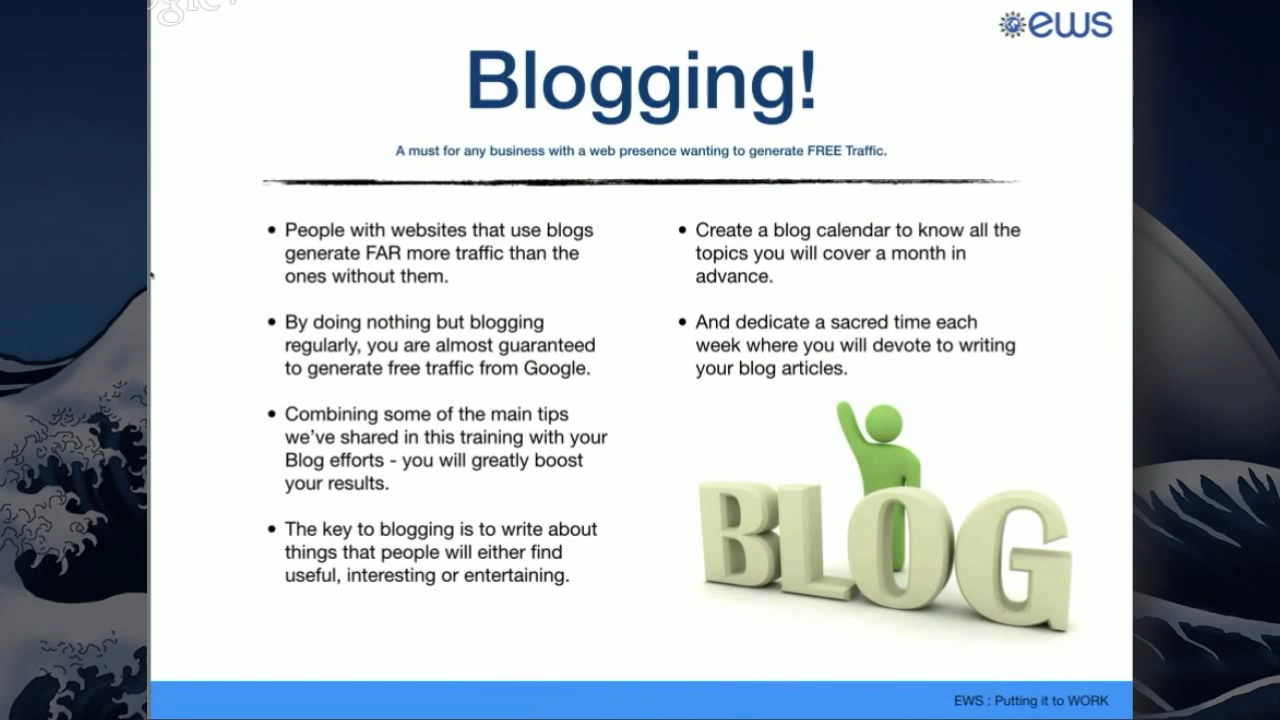 ews
Blogging!
A must for any business with a web presence wanting to generate FREE Traffic.
• People with websites that use blogs
generate FAR more traffic than the
ones without them.
• By doing nothing but blogging
regularly, you are almost guaranteed
to generate free traffic from Google.
• Combining some of the main tips
we've shared in this training with your
Blog efforts - you will greatly boost
your results.
• The key to blogging is to write about
things that people will either find
useful, interesting or entertaining.
• Create a blog calendar to know all the
topics you will cover a month in
advance.
• And dedicate a sacred time each
week where you will devote to writing
your blog articles.
BLOG
EWS : Putting it to WORK